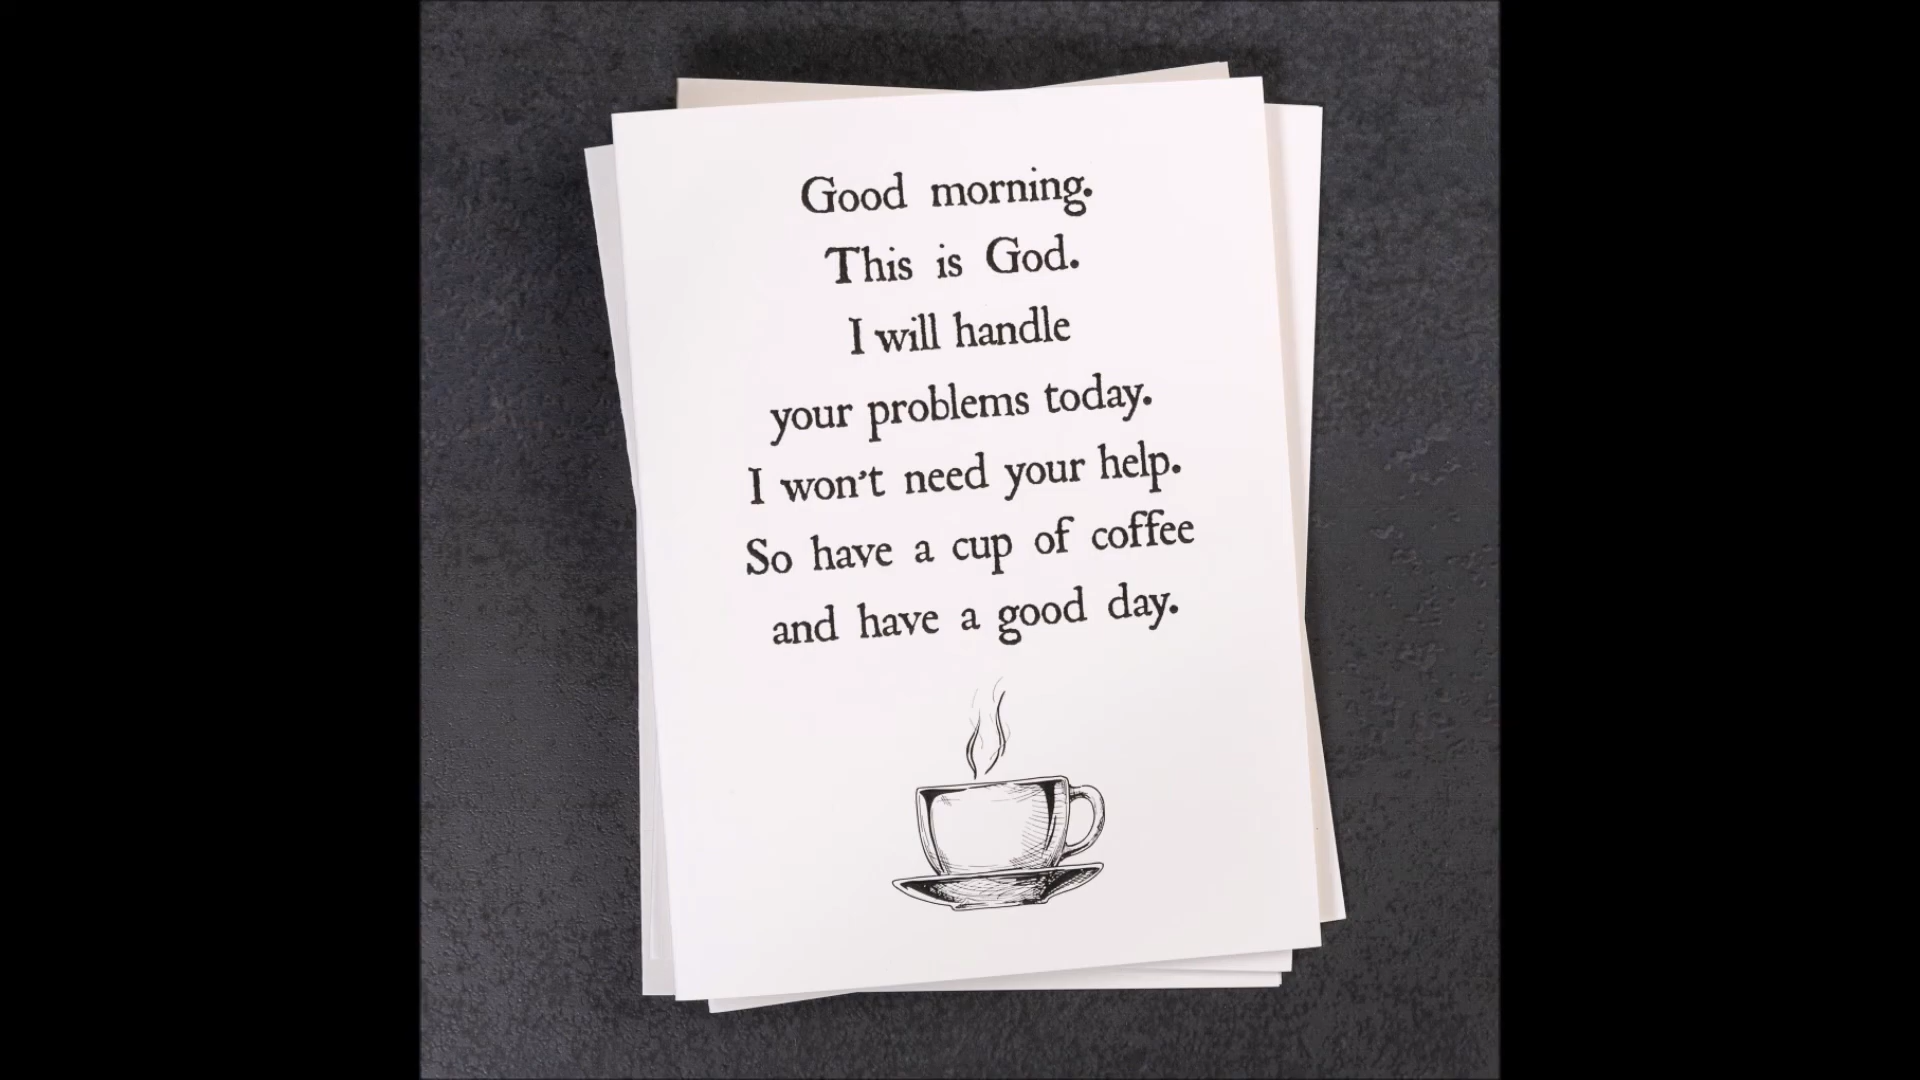 Good morning.
This is God.
I will handle
your problems today.
I won't need your help.
So have a cup of coffee
and have a good day.